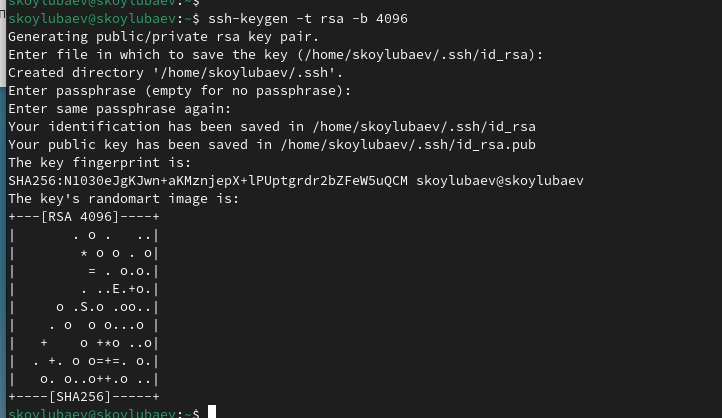 skoylubaev@skoylubaev:~$
skoylubaev@skoylubaev:~$ ssh-keygen -t rsa -b 4096
Generating public/private rsa key pair.
Enter file in which to save the key (/home/skoylubaev/.ssh/id_rsa):
Created directory '/home/skoylubaev/.ssh'.
Enter passphrase (empty for no passphrase):
Enter same passphrase again:
Your identification has been saved in /home/skoylubaev/.ssh/id_rsa
Your public key has been saved in /home/skoylubaev/.ssh/id_rsa.pub
The key fingerprint is:
SHA256:N1030eJgKJwn+aKMznjepX+lPUptgrdr2bZFeW5uQCM skoylubaev@skoylubaev
The key's randomart image is:
+---[RSA 4096]----+
|       . o .   ..|
|        * o o . o|
|         = . o.o.|
|        . ..E.+o.|
|     o .S.o .oo..|
|    . o  o o...o |
|   +    o +*o ..o|
|  . +. o o=+=. o.|
|   o. o..o++.o ..|
+----[SHA256]-----+
skoylubaev@skoylubaev:~$